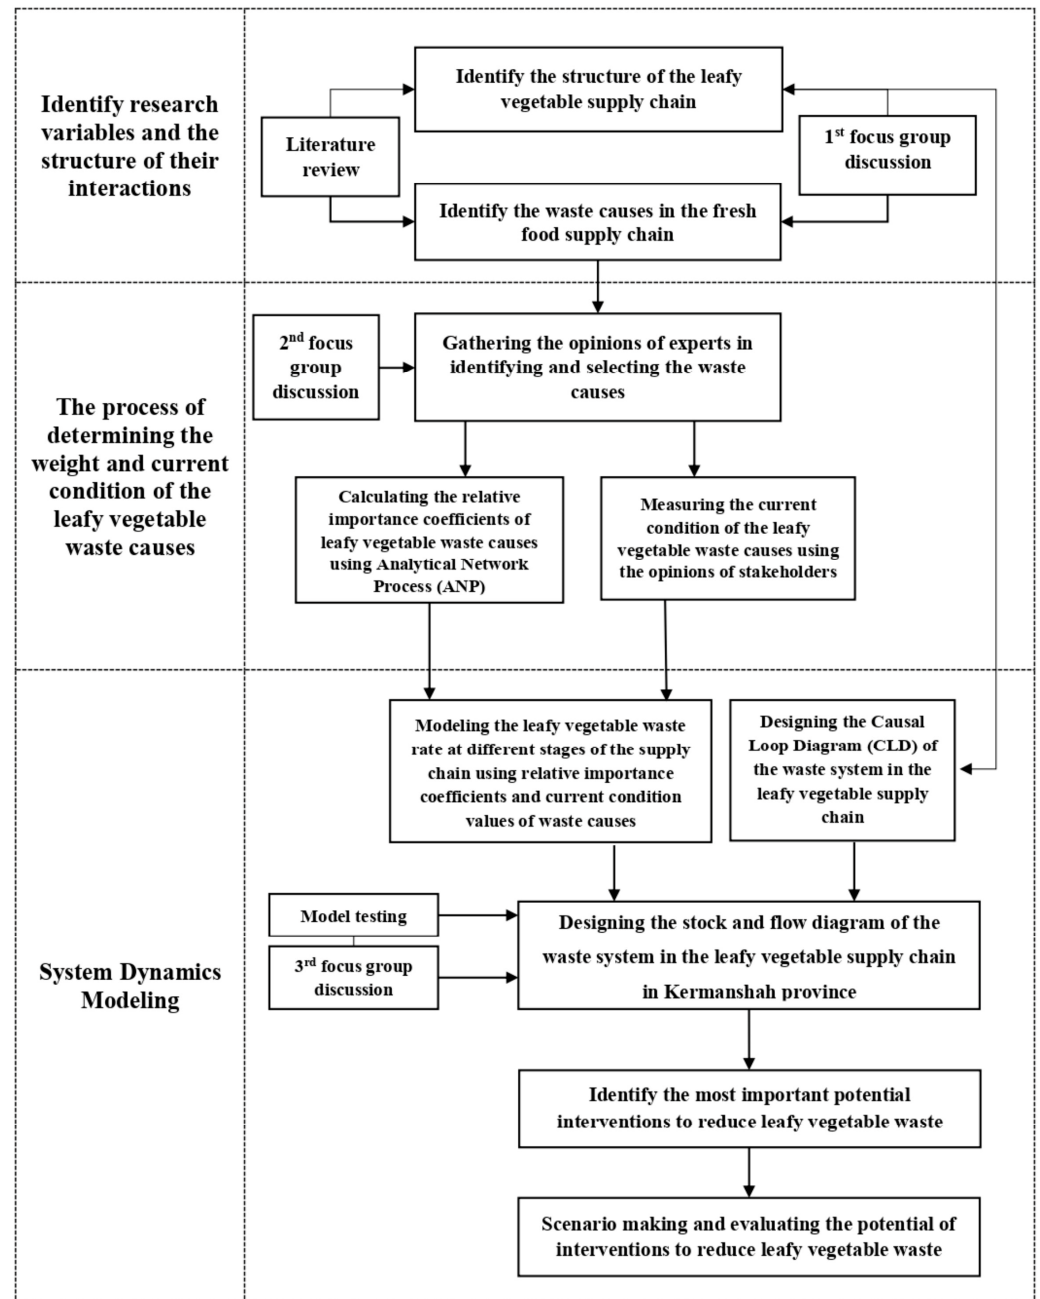 Identify research
variables and the
structure of their
interactions
Identify the structure of the leafy
vegetable supply chain
Literature
review
1st focus group
discussion
Identify the waste causes in the fresh
food supply chain
The process of
determining the
weight and current
condition of the
leafy vegetable
waste causes
2nd focus
group
discussion
Gathering the opinions of experts in
identifying and selecting the waste
causes
Calculating the relative
importance coefficients of
leafy vegetable waste causes
using Analytical Network
Process (ANP)
Measuring the current
condition of the leafy
vegetable waste causes using
the opinions of stakeholders
System Dynamics
Modeling
Modeling the leafy vegetable waste
rate at different stages of the supply
chain using relative importance
coefficients and current condition
values of waste causes
Designing the Causal
Loop Diagram (CLD) of
the waste system in the
leafy vegetable supply
chain
Model testing
3rd focus group
discussion
Designing the stock and flow diagram of the
waste system in the leafy vegetable supply chain
in Kermanshah province
Identify the most important potential
interventions to reduce leafy vegetable waste
Scenario making and evaluating the potential of
interventions to reduce leafy vegetable waste